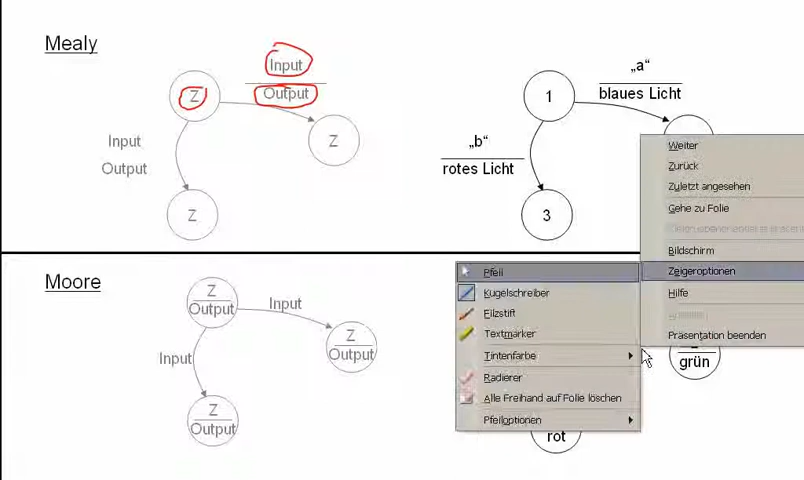 Mealy
Input
Output
Z
Z
Input
Output
Z
1
„a“
blaues Licht
„b“
rotes Licht
3
Weiter
Zurück
Zuletzt angesehen
Gehe zu Folie
Bildschirm
Zeigeroptionen
Hilfe
Präsentation beenden
Pfeil
Kugelschreiber
Filzstift
Textmarker
Tintenfarbe
Radierer
Alle Freihand auf Folie löschen
Pfeiloptionen
Moore
Z
Output
Input
Z
Output
Input
Z
Output
grün
rot